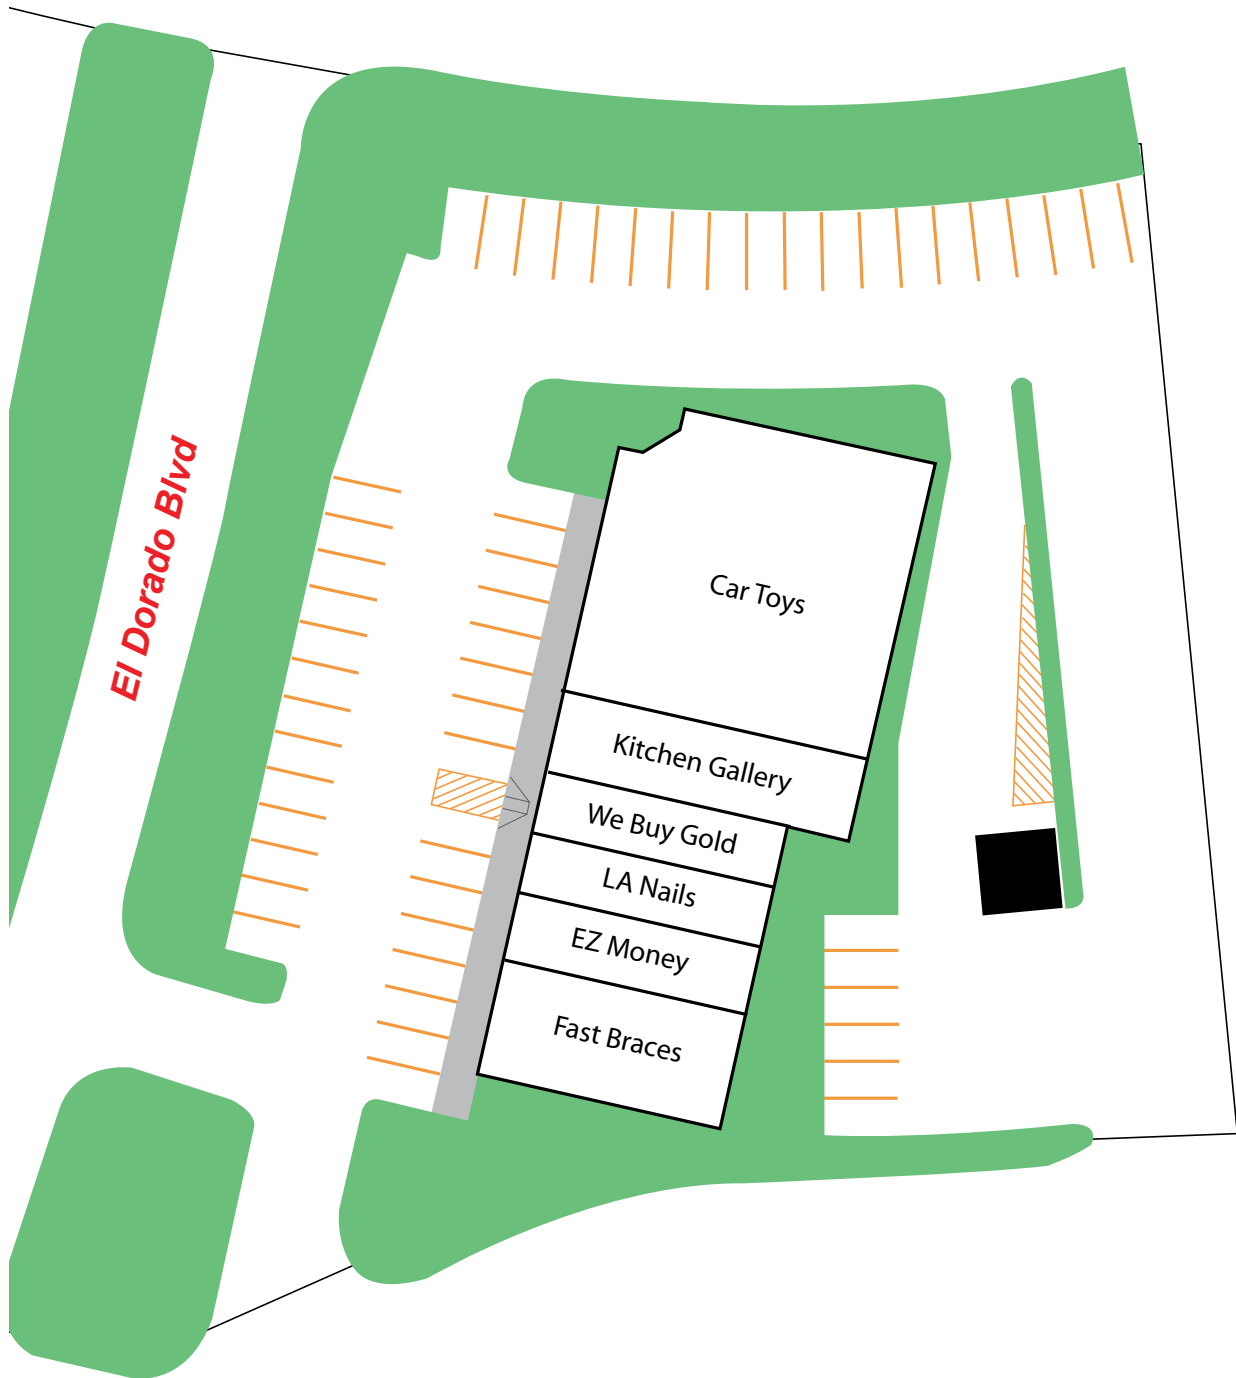 El Dorado Blvd
Car Toys
Kitchen Gallery
We Buy Gold
LA Nails
EZ Money
Fast Braces